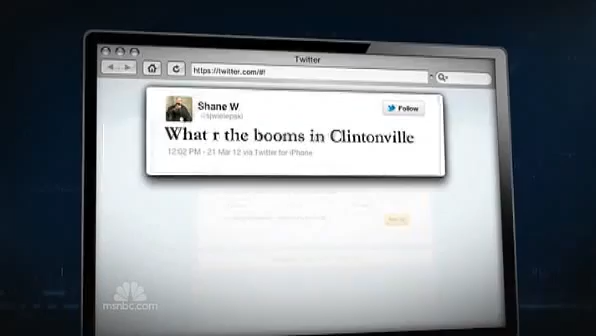 Twitter
https://twitter.com/#!
Shane W
Follow
What r the booms in Clintonville
12:02 PM - 21 Mar 12 via Twitter for iPhone
msnbc.com